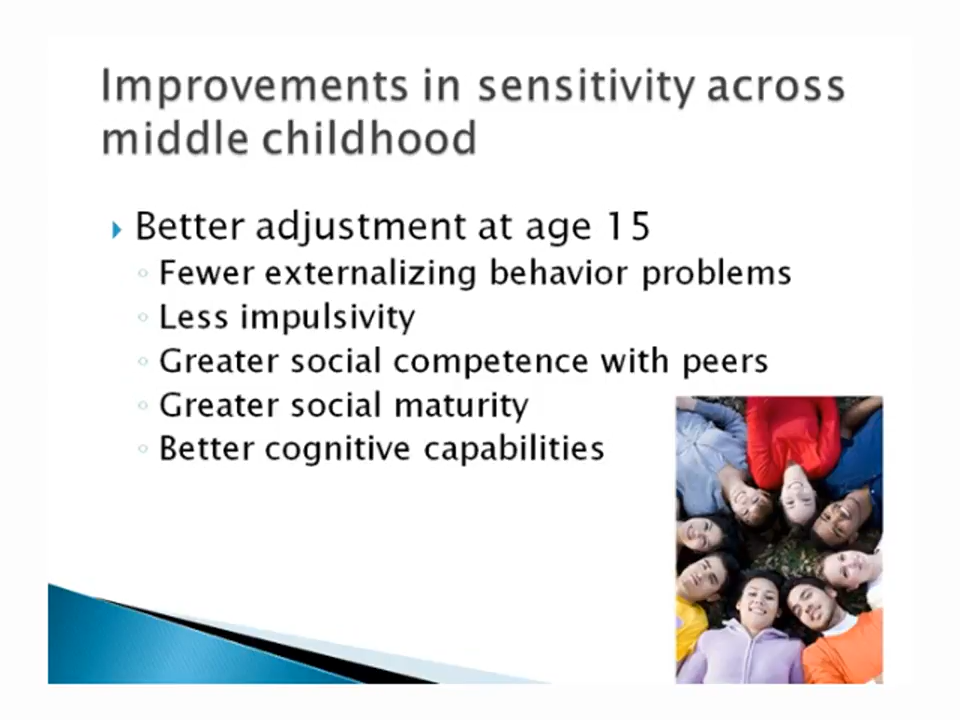 Improvements in sensitivity across
middle childhood
Better adjustment at age 15
Fewer externalizing behavior problems
Less impulsivity
Greater social competence with peers
Greater social maturity
Better cognitive capabilities